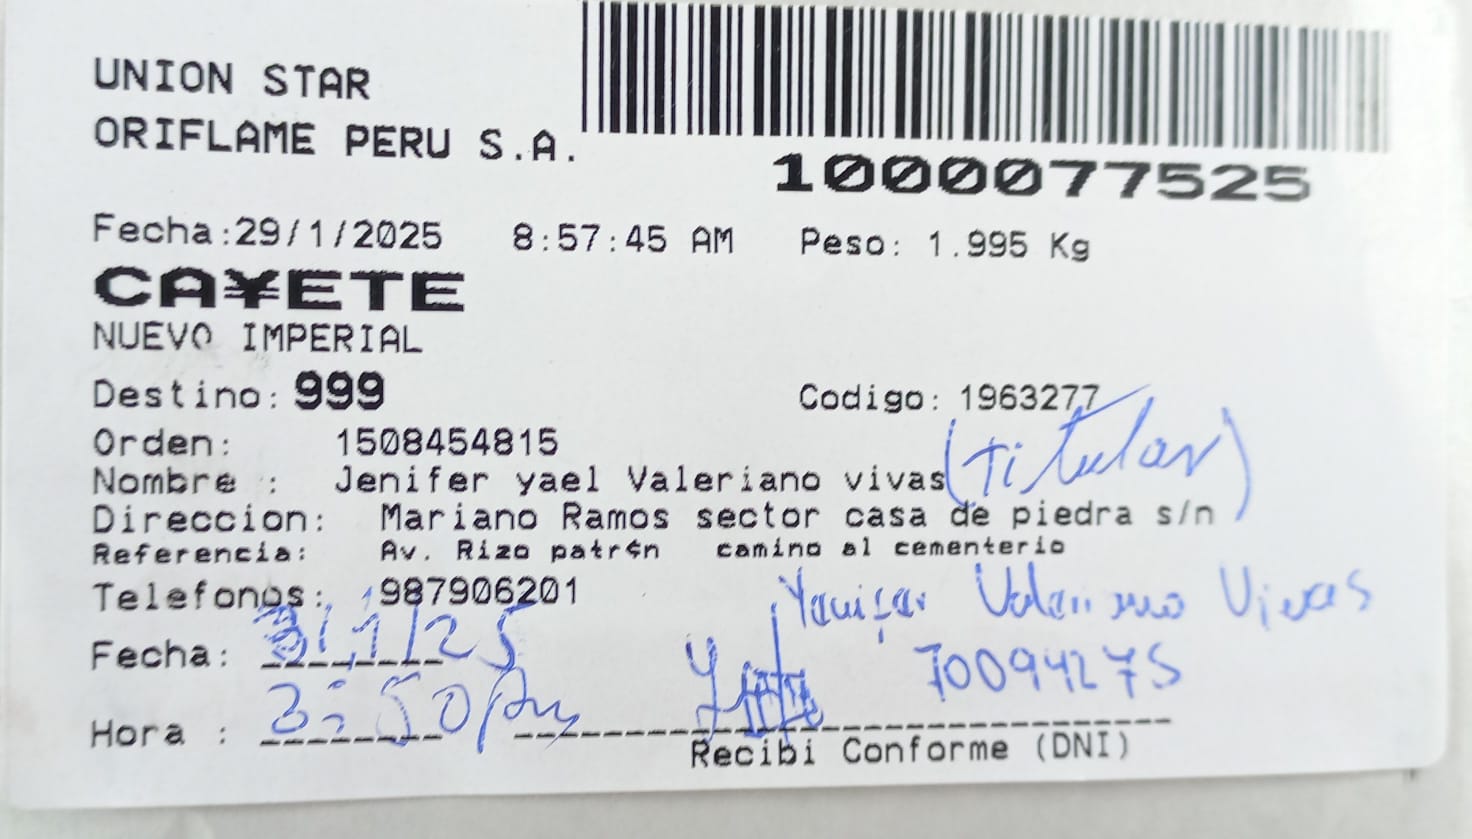 UNION STAR
ORIFLAME PERU S.A.
1000077525
Fecha:29/1/2025 8:57:45 AM Peso: 1.995 Kg
CA¥ETE
NUEVO IMPERIAL
Destino: 999 Codigo: 1963277
Orden: 1508454815
Nombre : Jenifer yael Valeriano vivas (Titular)
Direccion: Mariano Ramos sector casa de piedra s/n
Referencia: Av. Rizo patr¢n camino al cementerio
Telefonos: 987906201
Valeriano Vivas
Fecha: 31/1/25 70094275
Hora : 3:50pm
Recibi Conforme (DNI)